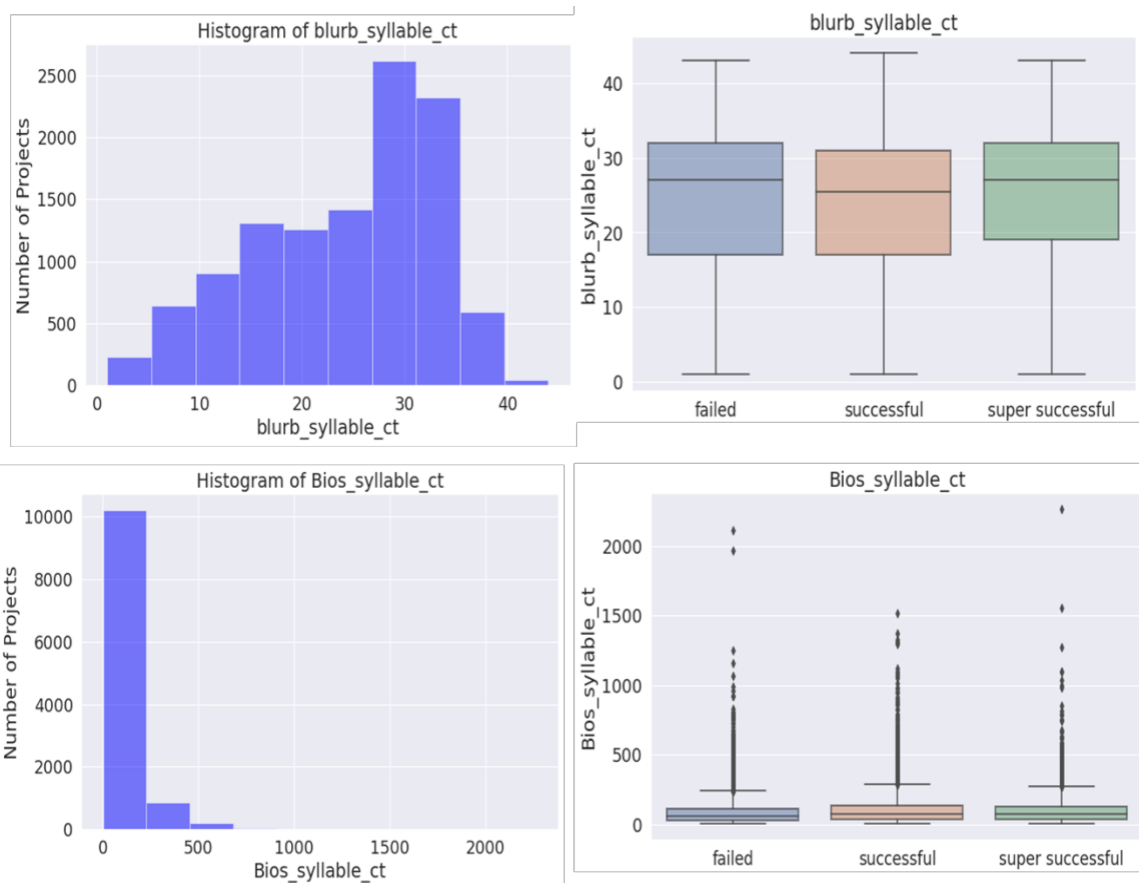 Histogram of blurb_syllable_ct
Number of Projects
2500
2000
1500
1000
500
0
0 10 20 30 40
blurb_syllable_ct
blurb_syllable_ct
blurb_syllable_ct
40
30
20
10
0
failed successful super successful
Histogram of Bios_syllable_ct
Number of Projects
10000
8000
6000
4000
2000
0
0 500 1000 1500 2000
Bios_syllable_ct
Bios_syllable_ct
Bios_syllable_ct
2000
1500
1000
500
0
failed successful super successful